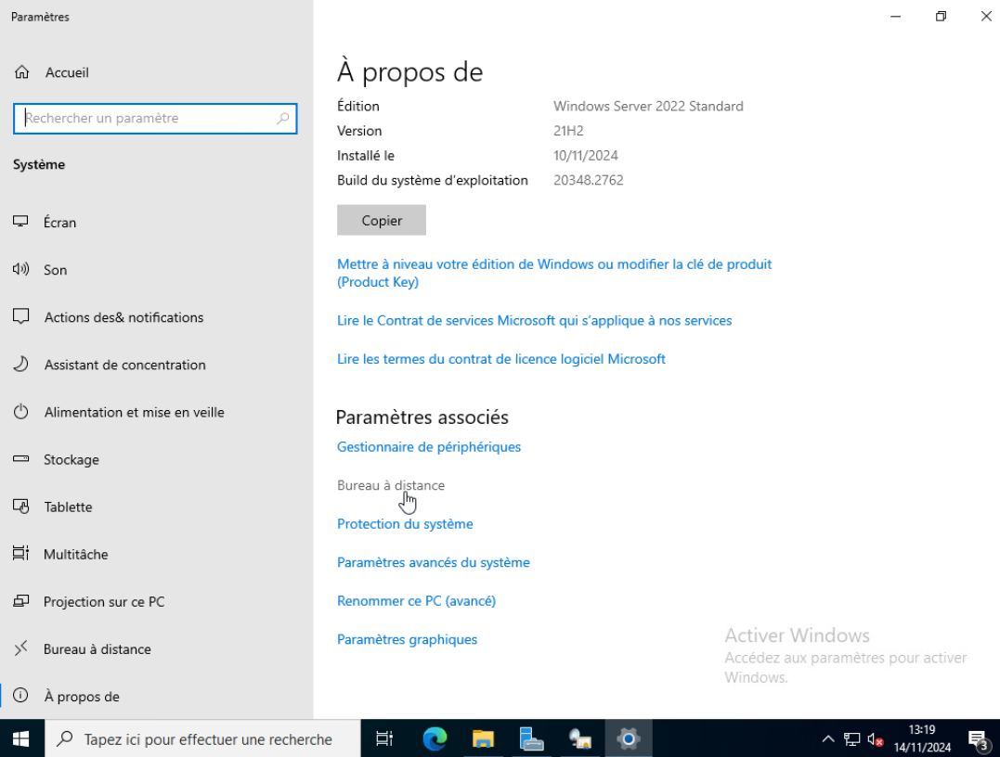 Paramètres
Accueil
Rechercher un paramètre
Système
Écran
Son
Actions des& notifications
Assistant de concentration
Alimentation et mise en veille
Stockage
Tablette
Multitâche
Projection sur ce PC
Bureau à distance
À propos de
À propos de
Édition Windows Server 2022 Standard
Version 21H2
Installé le 10/11/2024
Build du système d'exploitation 20348.2762
Copier
Mettre à niveau votre édition de Windows ou modifier la clé de produit
(Product Key)
Lire le Contrat de services Microsoft qui s'applique à nos services
Lire les termes du contrat de licence logiciel Microsoft
Paramètres associés
Gestionnaire de périphériques
Bureau à distance
Protection du système
Paramètres avancés du système
Renommer ce PC (avancé)
Paramètres graphiques
Activer Windows
Accédez aux paramètres pour activer
Windows.
Tapez ici pour effectuer une recherche
13:19
14/11/2024
3